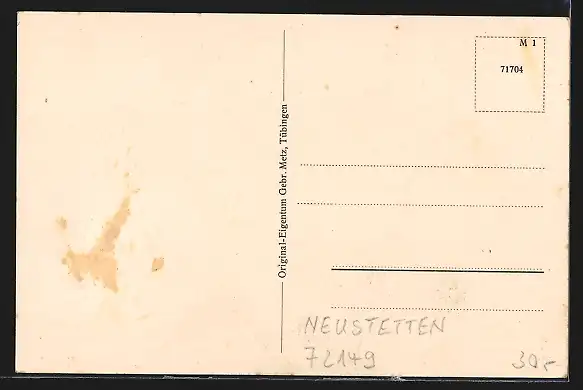 M 1
71704
Original-Eigentum Gebr. Metz, Tübingen
NEUSTETTEN
72149
30,-